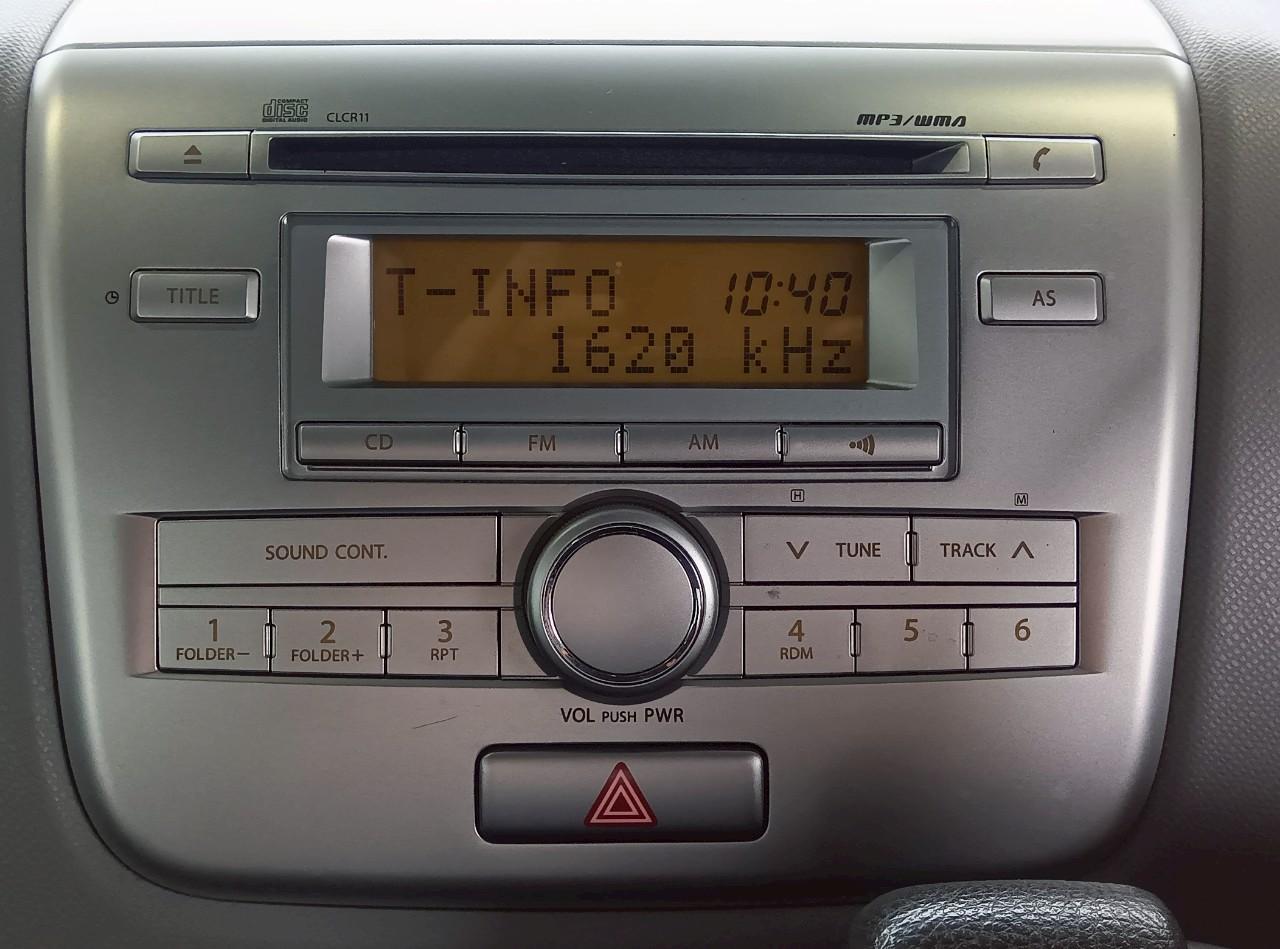 COMPACT
disc
DIGITAL AUDIO
CLCR11
MP3/WMA
TITLE
T-INFO 10:40
1620 kHz
AS
CD FM AM
H M
SOUND CONT.
TUNE TRACK
1 2 3 4 5 6
FOLDER− FOLDER+ RPT RDM
VOL PUSH PWR